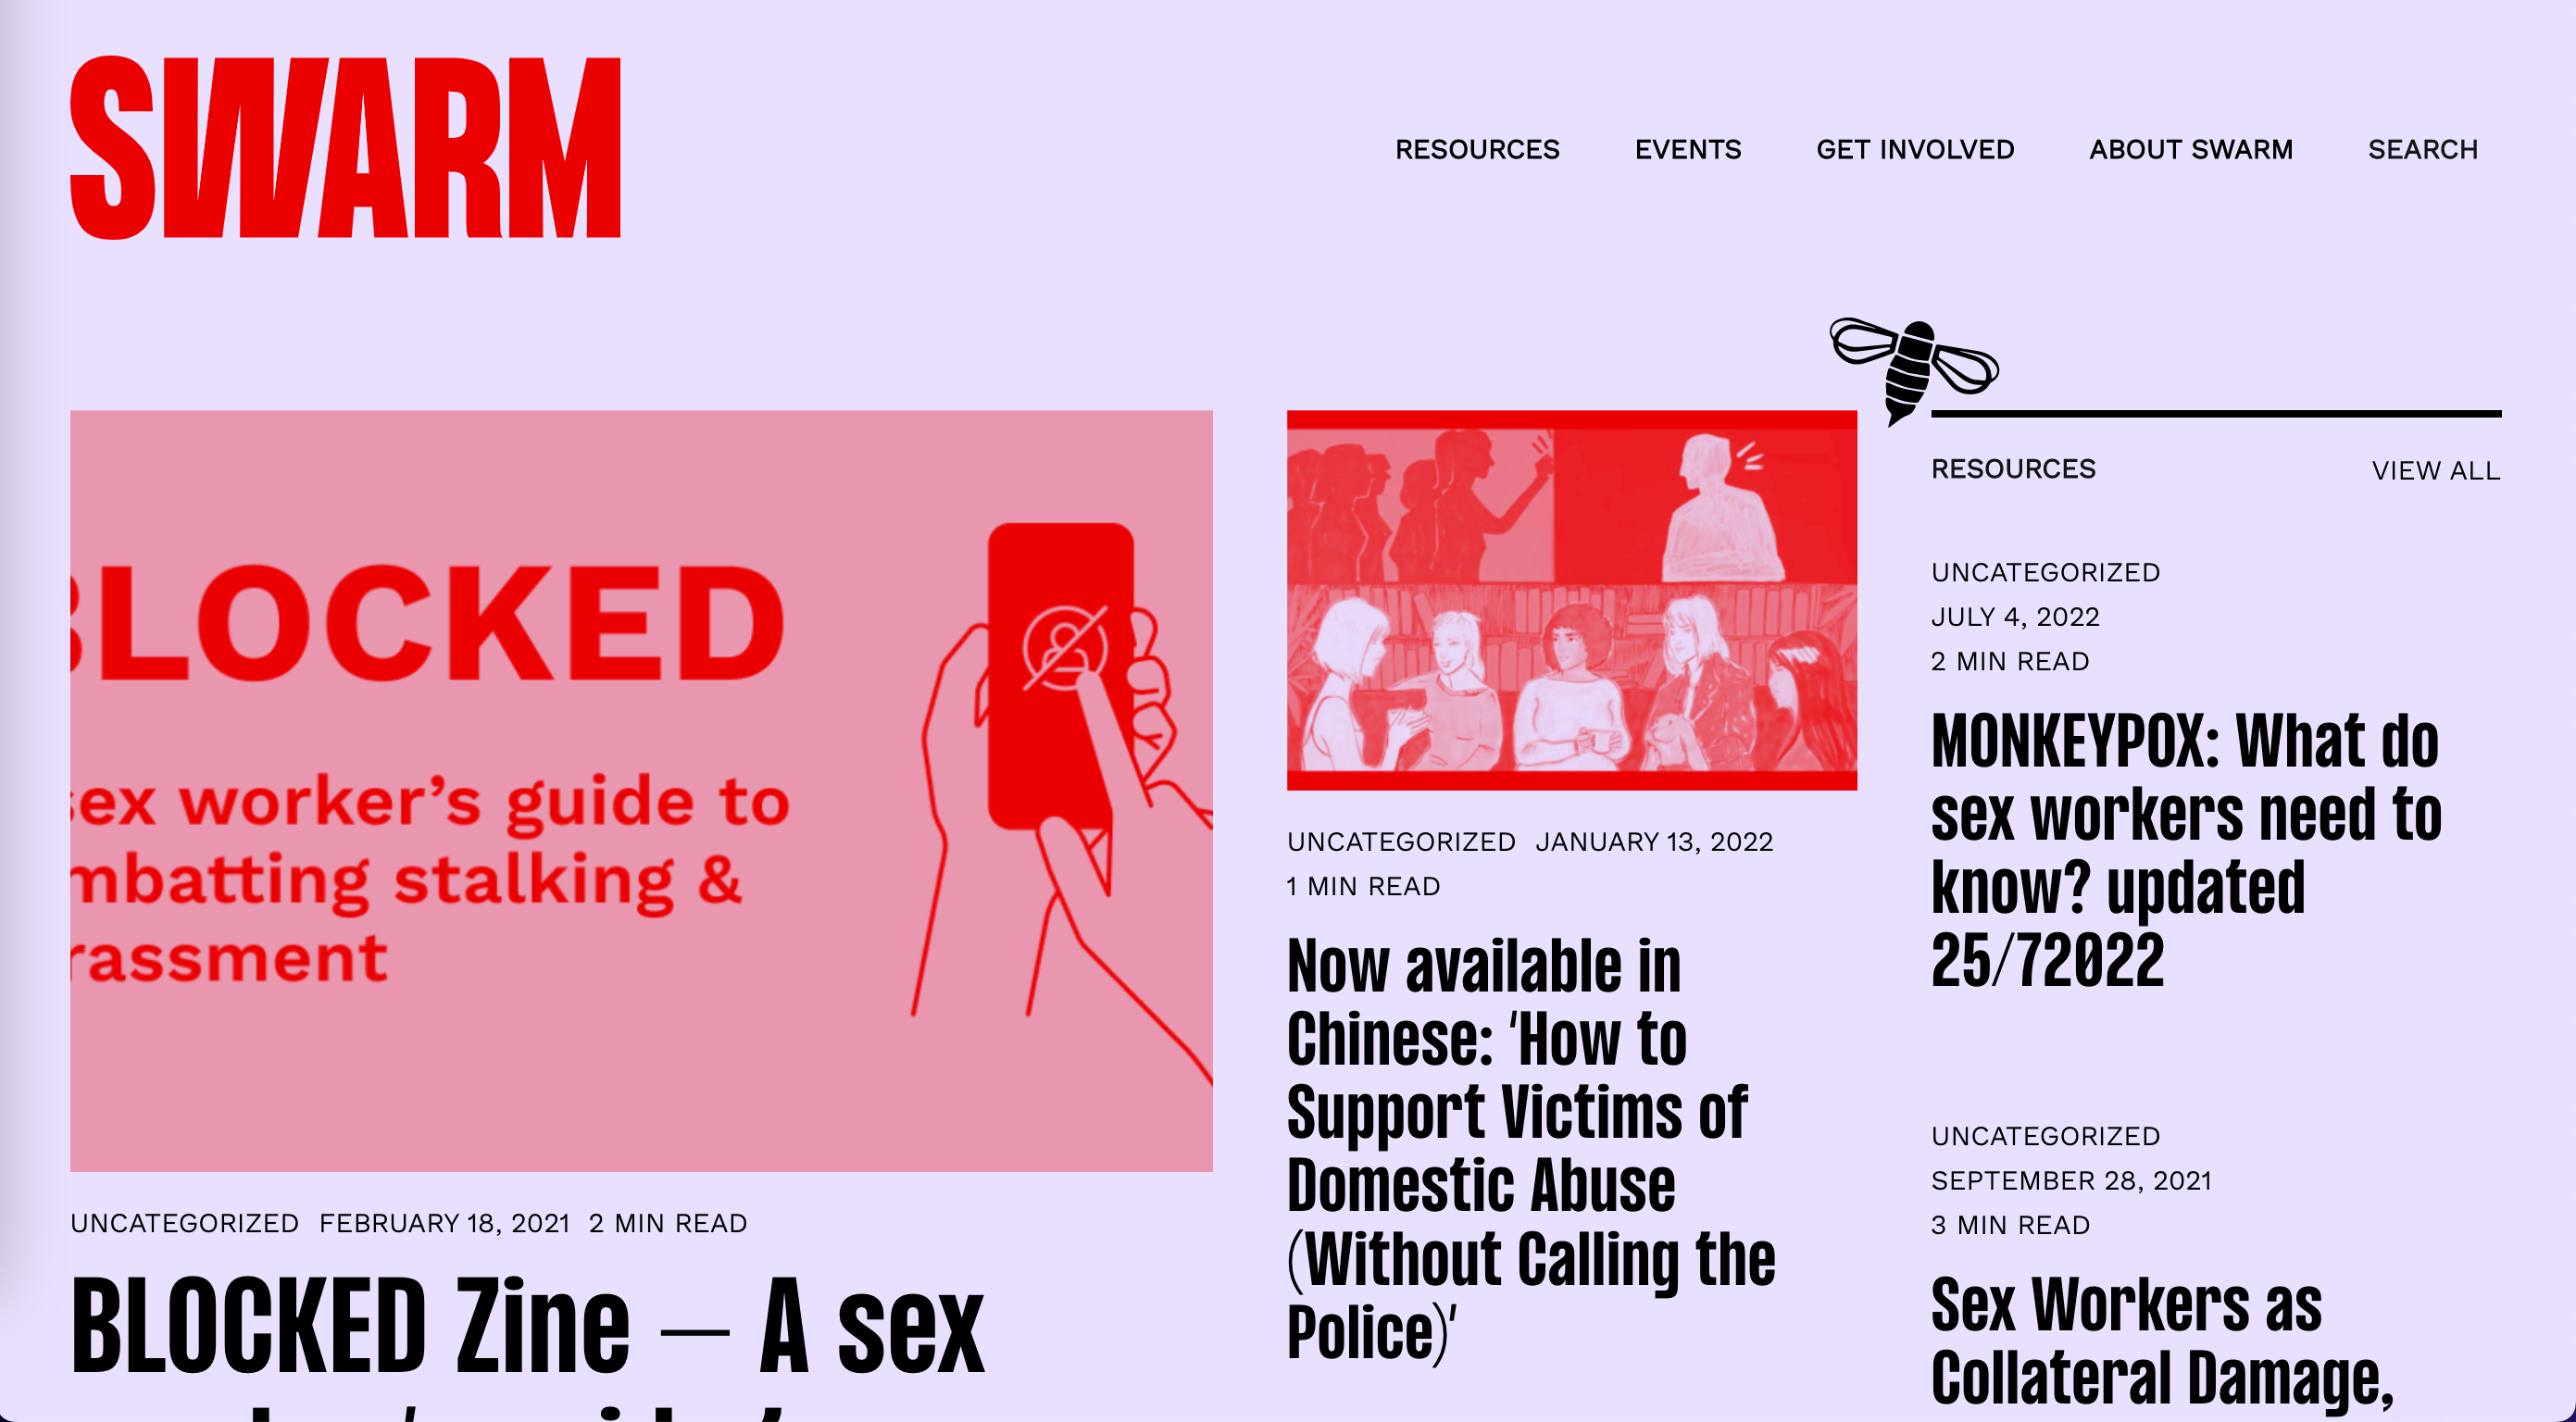 SWARM
RESOURCES EVENTS GET INVOLVED ABOUT SWARM SEARCH
LOCKED
sex worker's guide to
mbatting stalking &
rassment
UNCATEGORIZED FEBRUARY 18, 2021 2 MIN READ
BLOCKED Zine — A sex
UNCATEGORIZED JANUARY 13, 2022
1 MIN READ
Now available in
Chinese: 'How to
Support Victims of
Domestic Abuse
(Without Calling the
Police)'
RESOURCES VIEW ALL
UNCATEGORIZED
JULY 4, 2022
2 MIN READ
MONKEYPOX: What do
sex workers need to
know? updated
25/72022
UNCATEGORIZED
SEPTEMBER 28, 2021
3 MIN READ
Sex Workers as
Collateral Damage,